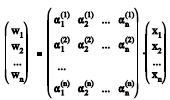 w₁ = α₁⁽¹⁾ α₂⁽¹⁾ ... αₙ⁽¹⁾ x₁
w₂ α₁⁽²⁾ α₂⁽²⁾ ... αₙ⁽²⁾ x₂
... ... ...
wₙ α₁⁽ⁿ⁾ α₂⁽ⁿ⁾ ... αₙ⁽ⁿ⁾ xₙ